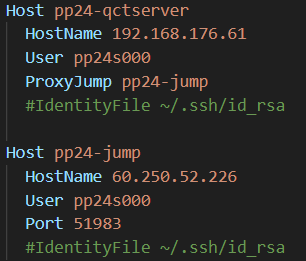 Host pp24-qctserver
  HostName 192.168.176.61
  User pp24s000
  ProxyJump pp24-jump
  #IdentityFile ~/.ssh/id_rsa
Host pp24-jump
  HostName 60.250.52.226
  User pp24s000
  Port 51983
  #IdentityFile ~/.ssh/id_rsa